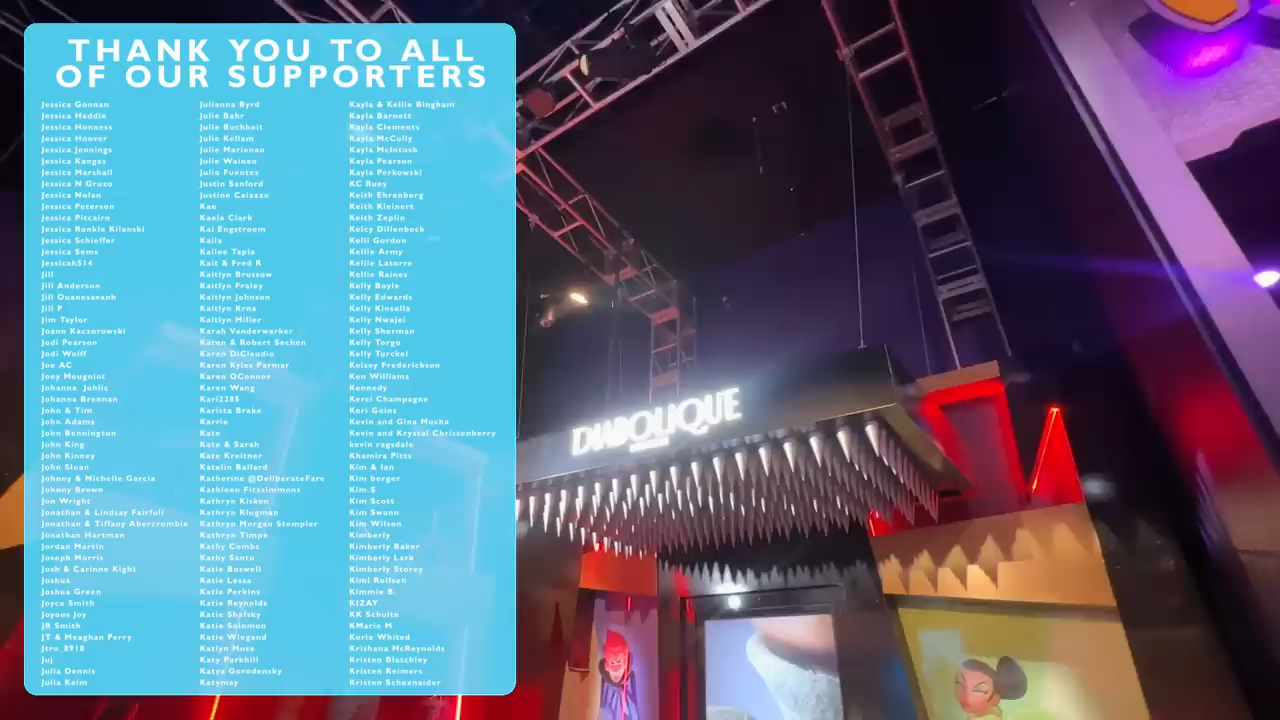 THANK YOU TO ALL
OF OUR SUPPORTERS
Jessica Goonan
Jessica Haddix
Jessica Henness
Jessica Hoover
Jessica Jennings
Jessica Kangas
Jessica Marshall
Jessica N Gruzo
Jessica Nolan
Jessica Peterson
Jessica Pitcairn
Jessica Runkle Kilanski
Jessica Schieffer
Jessica Sems
Jessicah514
Jill
Jill Anderson
Jill Ouanesavanh
Jill P
Jim Taylor
Joann Kaczorowski
Jodi Pearson
Jodi Wolff
Joe AC
Joey Meugniot
Johanna Jahlic
Johanna Brennan
John & Tim
John Adams
John Bennington
John King
John Kinney
John Sloan
Johnny & Michelle Garcia
Johnny Brown
Jon Wright
Jonathan & Lindsay Fairfull
Jonathan & Tiffany Abercrombie
Jonathan Hartman
Jordan Martin
Joseph Morris
Josh & Carinne Kight
Joshua
Joshua Green
Joyce Smith
Joyous Joy
JR Smith
JT & Meaghan Perry
Jtro_8918
Juj
Julia Dennis
Julia Keim
Julianna Byrd
Julie Bahr
Julie Buchheit
Julie Kellam
Julie Marienau
Julie Waineo
Julio Fuentes
Justin Sanford
Justine Caiazzo
Kae
Kaela Clark
Kai Engstroem
Kaila
Kailee Tapia
Kait & Fred R
Kaitlyn Brussow
Kaitlyn Fraley
Kaitlyn Johnson
Kaitlyn Krna
Kaitlyn Miller
Karah Vanderwarker
Karen & Robert Sechen
Karen DiClaudio
Karen Kyles Parmar
Karen OConnor
Karen Wang
Kari2285
Karista Brake
Karrie
Kate
Kate & Sarah
Kate Kreitner
Katelin Ballard
Katherine @DeliberateFare
Kathleen Fitzsimmons
Kathryn Kisken
Kathryn Klugman
Kathryn Morgan Stempler
Kathryn Timpe
Kathy Combs
Kathy Santo
Katie Boswell
Katie Lessa
Katie Perkins
Katie Reynolds
Katie Shafsky
Katie Solomon
Katie Wiegand
Katlyn Muse
Katy Parkhill
Katya Gorodensky
Katymay
Kayla & Kellie Bingham
Kayla Barnett
Kayla Clements
Kayla McCully
Kayla McIntosh
Kayla Pearson
Kayla Perkowski
KC Ruey
Keith Ehrenberg
Keith Kleinert
Keith Zeplin
Kelcy Dillenbeck
Kelli Gordon
Kellie Army
Kellie Latorre
Kellie Raines
Kelly Boyle
Kelly Edwards
Kelly Kinsella
Kelly Nwajei
Kelly Sherman
Kelly Torgo
Kelly Turckel
Kelsey Frederickson
Ken Williams
Kennedy
Kerci Champagne
Keri Goins
Kevin and Gina Mucha
Kevin and Krystal Christenberry
kevin ragsdale
Khamira Pitts
Kim & Ian
Kim berger
Kim S
Kim Scott
Kim Swann
Kim Wilson
Kimberly
Kimberly Baker
Kimberly Lark
Kimberly Storey
Kimi Rolfsen
Kimmie B.
KIZAY
KK Schulte
KMarie M
Korie Whited
Krishana McReynolds
Kristen Blatchley
Kristen Reimers
Kristen Schexnaider
DIABOLIQUE